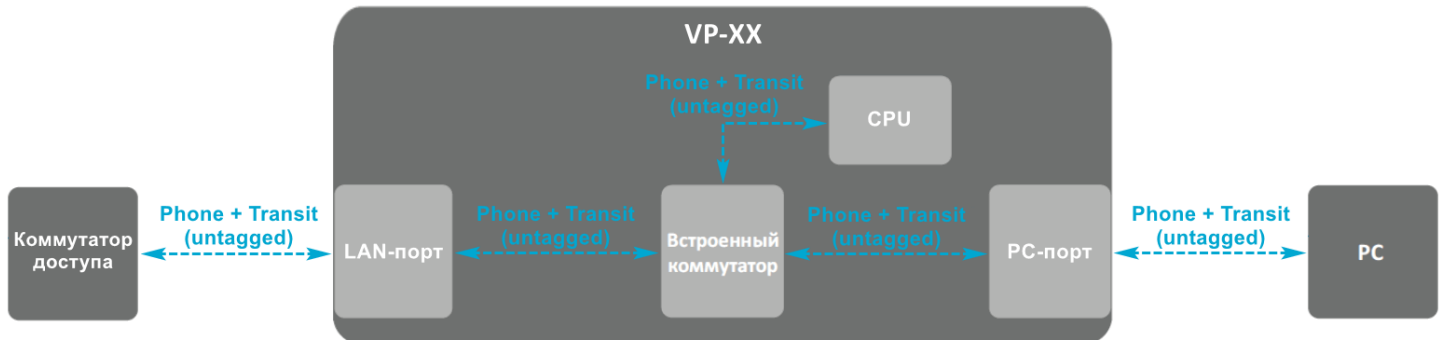 VP-XX
Phone + Transit
(untagged)
CPU
Коммутатор
доступа
Phone + Transit
(untagged)
LAN-порт
Phone + Transit
(untagged)
Встроенный
коммутатор
Phone + Transit
(untagged)
PC-порт
Phone + Transit
(untagged)
PC